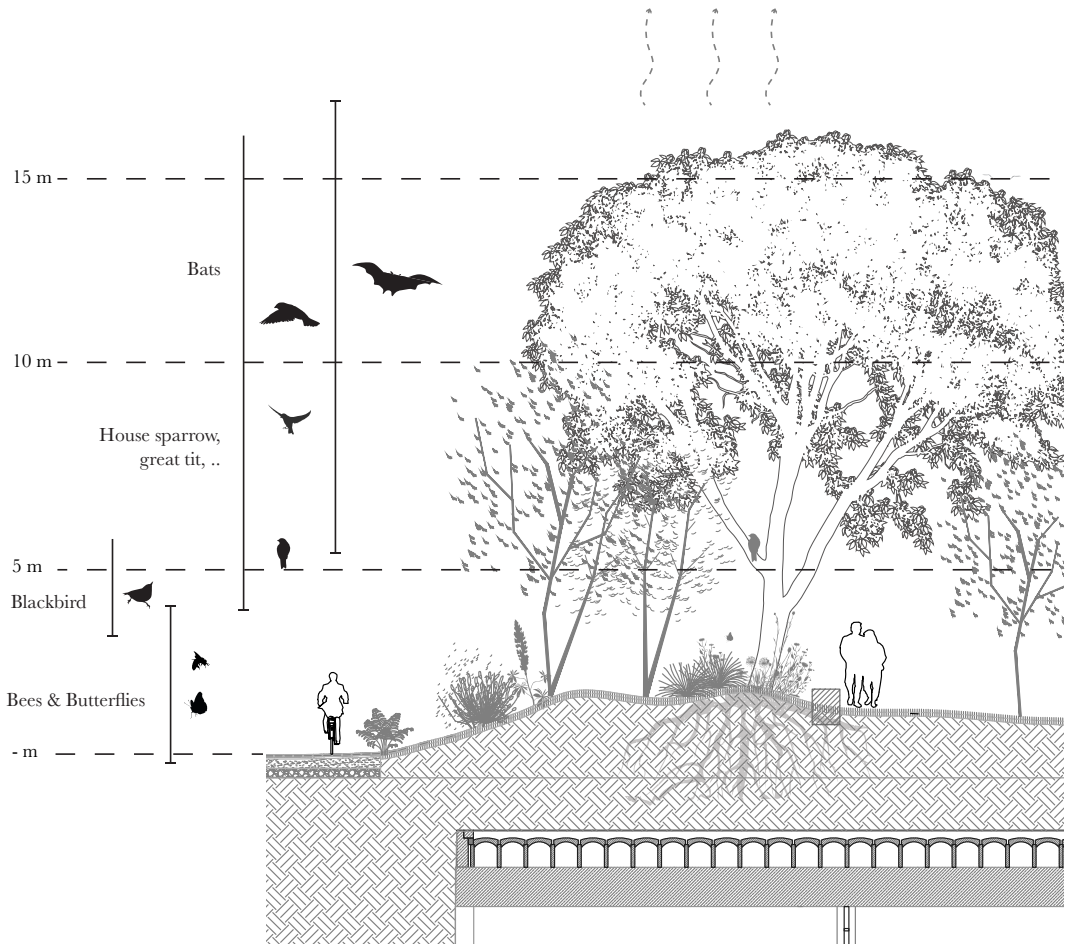 15 m
Bats
10 m
House sparrow,
great tit, ..
5 m
Blackbird
Bees & Butterflies
- m